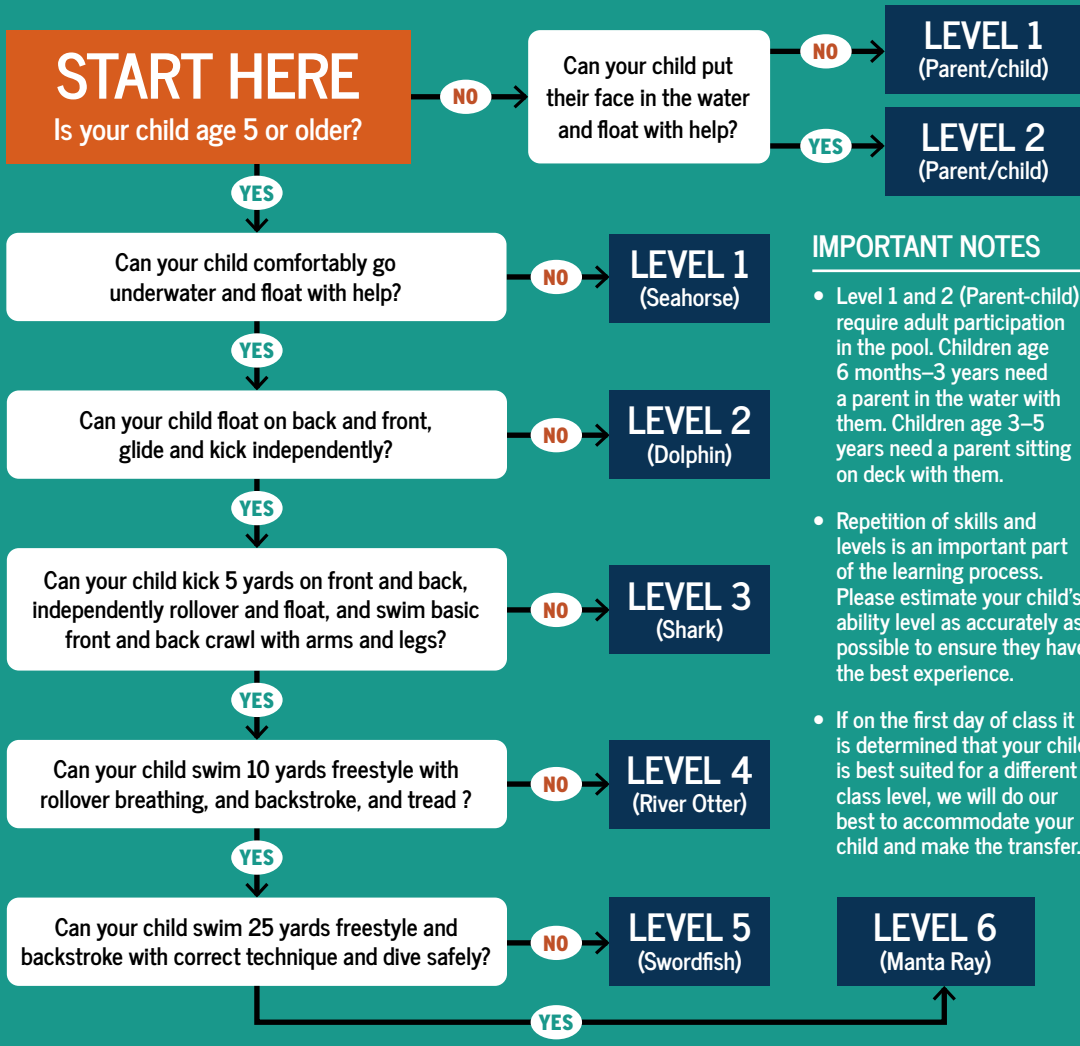 START HERE
Is your child age 5 or older?
NO
Can your child put
their face in the water
and float with help?
NO
LEVEL 1
(Parent/child)
YES
LEVEL 2
(Parent/child)
YES
Can your child comfortably go
underwater and float with help?
NO
LEVEL 1
(Seahorse)
YES
Can your child float on back and front,
glide and kick independently?
NO
LEVEL 2
(Dolphin)
YES
Can your child kick 5 yards on front and back,
independently rollover and float, and swim basic
front and back crawl with arms and legs?
NO
LEVEL 3
(Shark)
YES
Can your child swim 10 yards freestyle with
rollover breathing, and backstroke, and tread ?
NO
LEVEL 4
(River Otter)
YES
Can your child swim 25 yards freestyle and
backstroke with correct technique and dive safely?
NO
LEVEL 5
(Swordfish)
YES
LEVEL 6
(Manta Ray)
IMPORTANT NOTES
• Level 1 and 2 (Parent-child)
require adult participation
in the pool. Children age
6 months–3 years need
a parent in the water with
them. Children age 3–5
years need a parent sitting
on deck with them.
• Repetition of skills and
levels is an important part
of the learning process.
Please estimate your child's
ability level as accurately as
possible to ensure they have
the best experience.
• If on the first day of class it
is determined that your child
is best suited for a different
class level, we will do our
best to accommodate your
child and make the transfer.